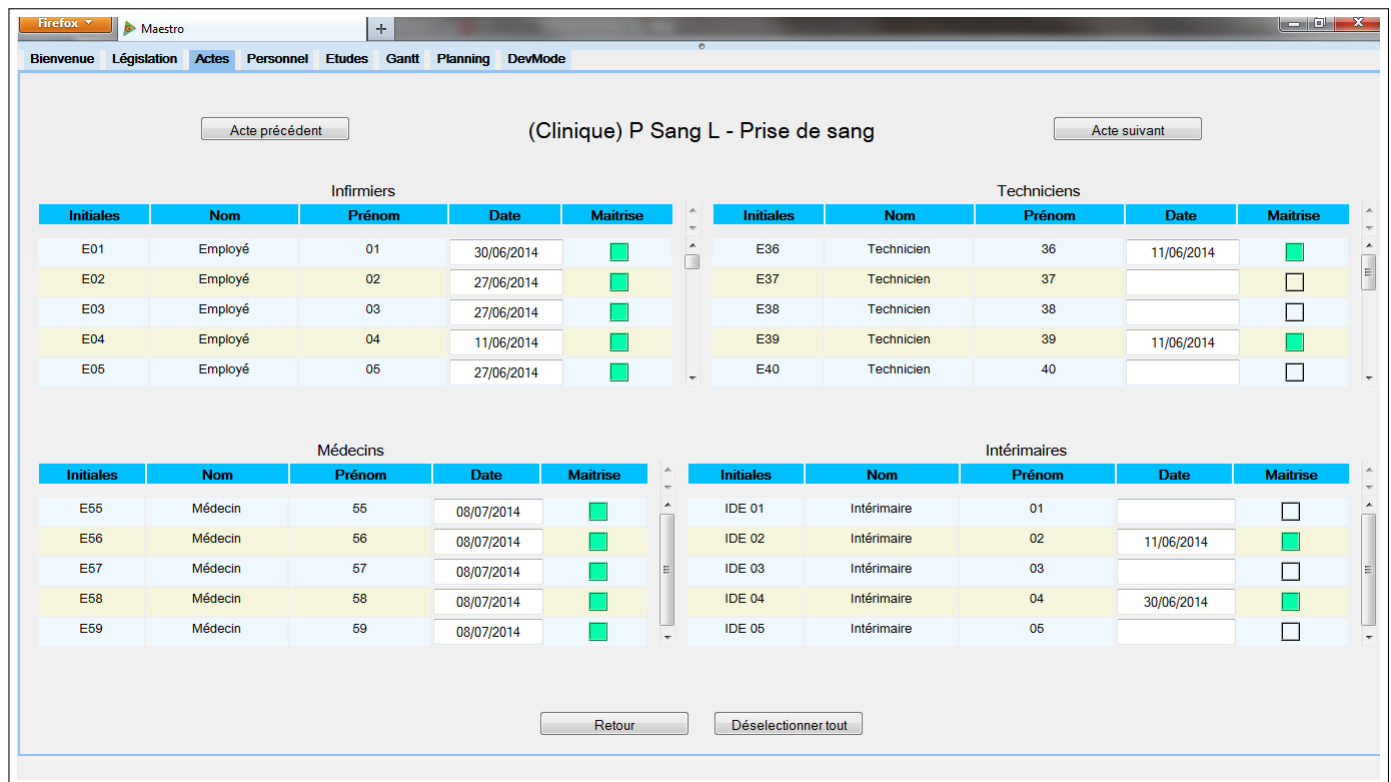 Firefox
Maestro
Bienvenue Législation Actes Personnel Etudes Gantt Planning DevMode
Acte précédent (Clinique) P Sang L - Prise de sang Acte suivant
Infirmiers
Initiales Nom Prénom Date Maitrise
E01 Employé 01 30/06/2014
E02 Employé 02 27/06/2014
E03 Employé 03 27/06/2014
E04 Employé 04 11/06/2014
E05 Employé 05 27/06/2014
Techniciens
Initiales Nom Prénom Date Maitrise
E36 Technicien 36 11/06/2014
E37 Technicien 37
E38 Technicien 38
E39 Technicien 39 11/06/2014
E40 Technicien 40
Médecins
Initiales Nom Prénom Date Maitrise
E55 Médecin 55 08/07/2014
E56 Médecin 56 08/07/2014
E57 Médecin 57 08/07/2014
E58 Médecin 58 08/07/2014
E59 Médecin 59 08/07/2014
Intérimaires
Initiales Nom Prénom Date Maitrise
IDE 01 Intérimaire 01
IDE 02 Intérimaire 02 11/06/2014
IDE 03 Intérimaire 03
IDE 04 Intérimaire 04 30/06/2014
IDE 05 Intérimaire 05
Retour Déselectionner tout